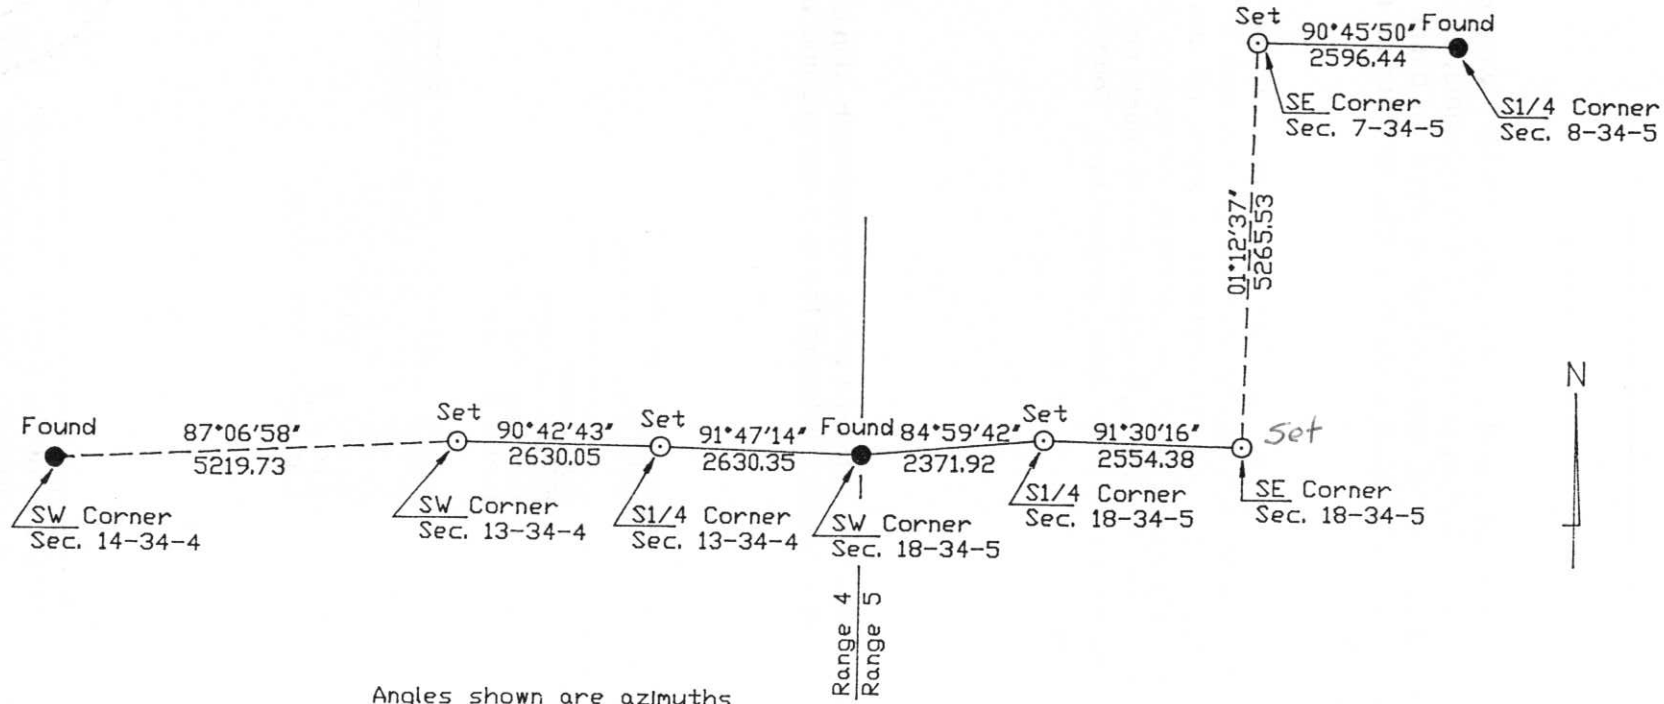 Set
90°45'50" Found
2596.44
SE Corner
Sec. 7-34-5
S1/4 Corner
Sec. 8-34-5
01°12'37"
5265.53
N
Found
87°06'58"
5219.73
Set
90°42'43"
2630.05
Set
91°47'14"
2630.35
Found
84°59'42"
2371.92
Set
91°30'16"
2554.38
Set
SW Corner
Sec. 14-34-4
SW Corner
Sec. 13-34-4
S1/4 Corner
Sec. 13-34-4
SW Corner
Sec. 18-34-5
S1/4 Corner
Sec. 18-34-5
SE Corner
Sec. 18-34-5
Range 4
Range 5
Angles shown are azimuths